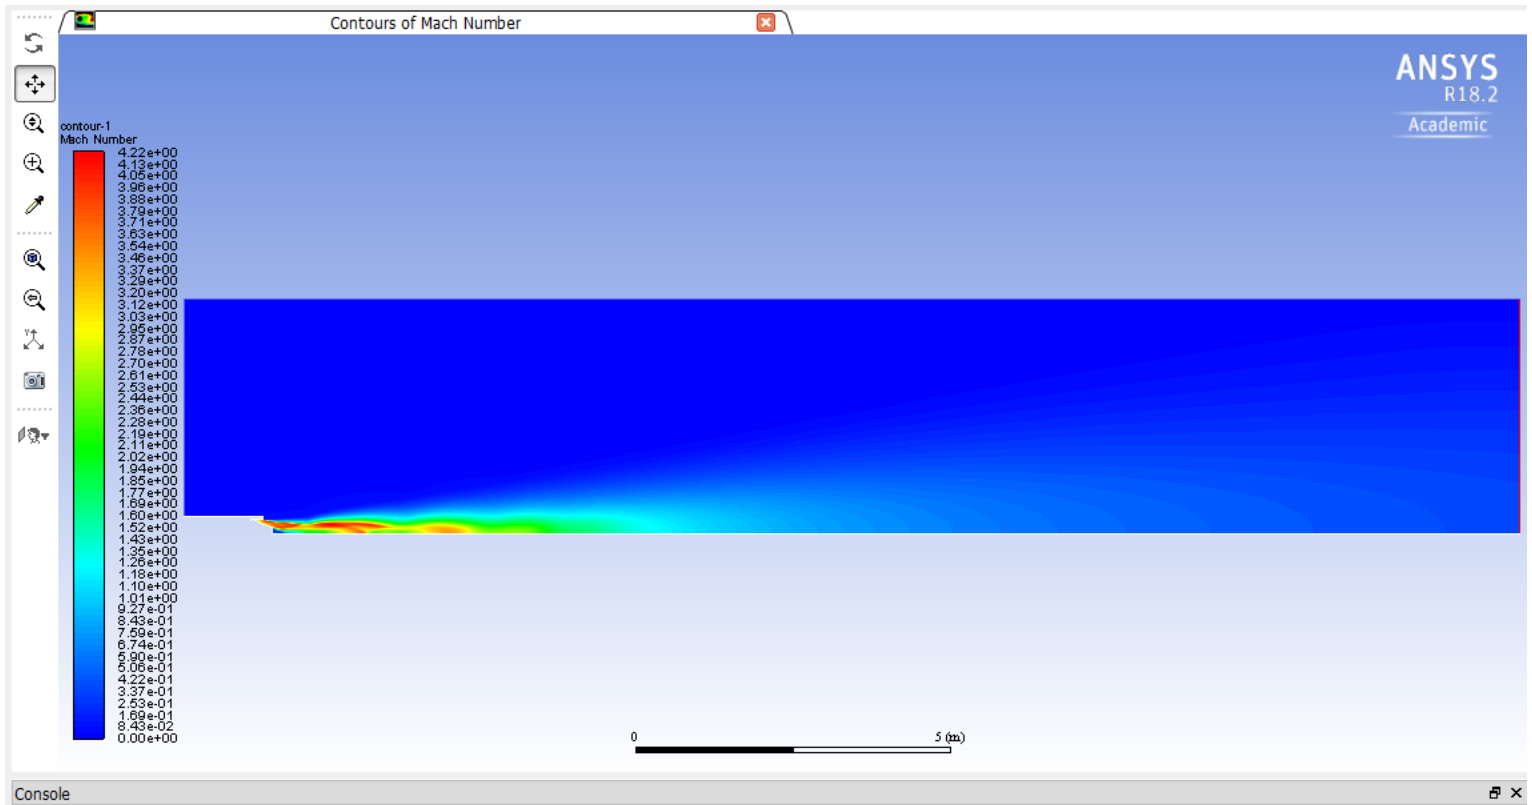 Contours of Mach Number
ANSYS
R18.2
Academic
contour-1
Mach Number
4.22e+00
4.13e+00
4.05e+00
3.96e+00
3.88e+00
3.79e+00
3.71e+00
3.63e+00
3.54e+00
3.46e+00
3.37e+00
3.29e+00
3.20e+00
3.12e+00
3.03e+00
2.95e+00
2.87e+00
2.78e+00
2.70e+00
2.61e+00
2.53e+00
2.44e+00
2.36e+00
2.28e+00
2.19e+00
2.11e+00
2.02e+00
1.94e+00
1.85e+00
1.77e+00
1.69e+00
1.60e+00
1.52e+00
1.43e+00
1.35e+00
1.26e+00
1.18e+00
1.10e+00
1.01e+00
9.27e-01
8.43e-01
7.59e-01
6.74e-01
5.90e-01
5.06e-01
4.22e-01
3.37e-01
2.53e-01
1.69e-01
8.43e-02
0.00e+00
0 5 (m)
Console